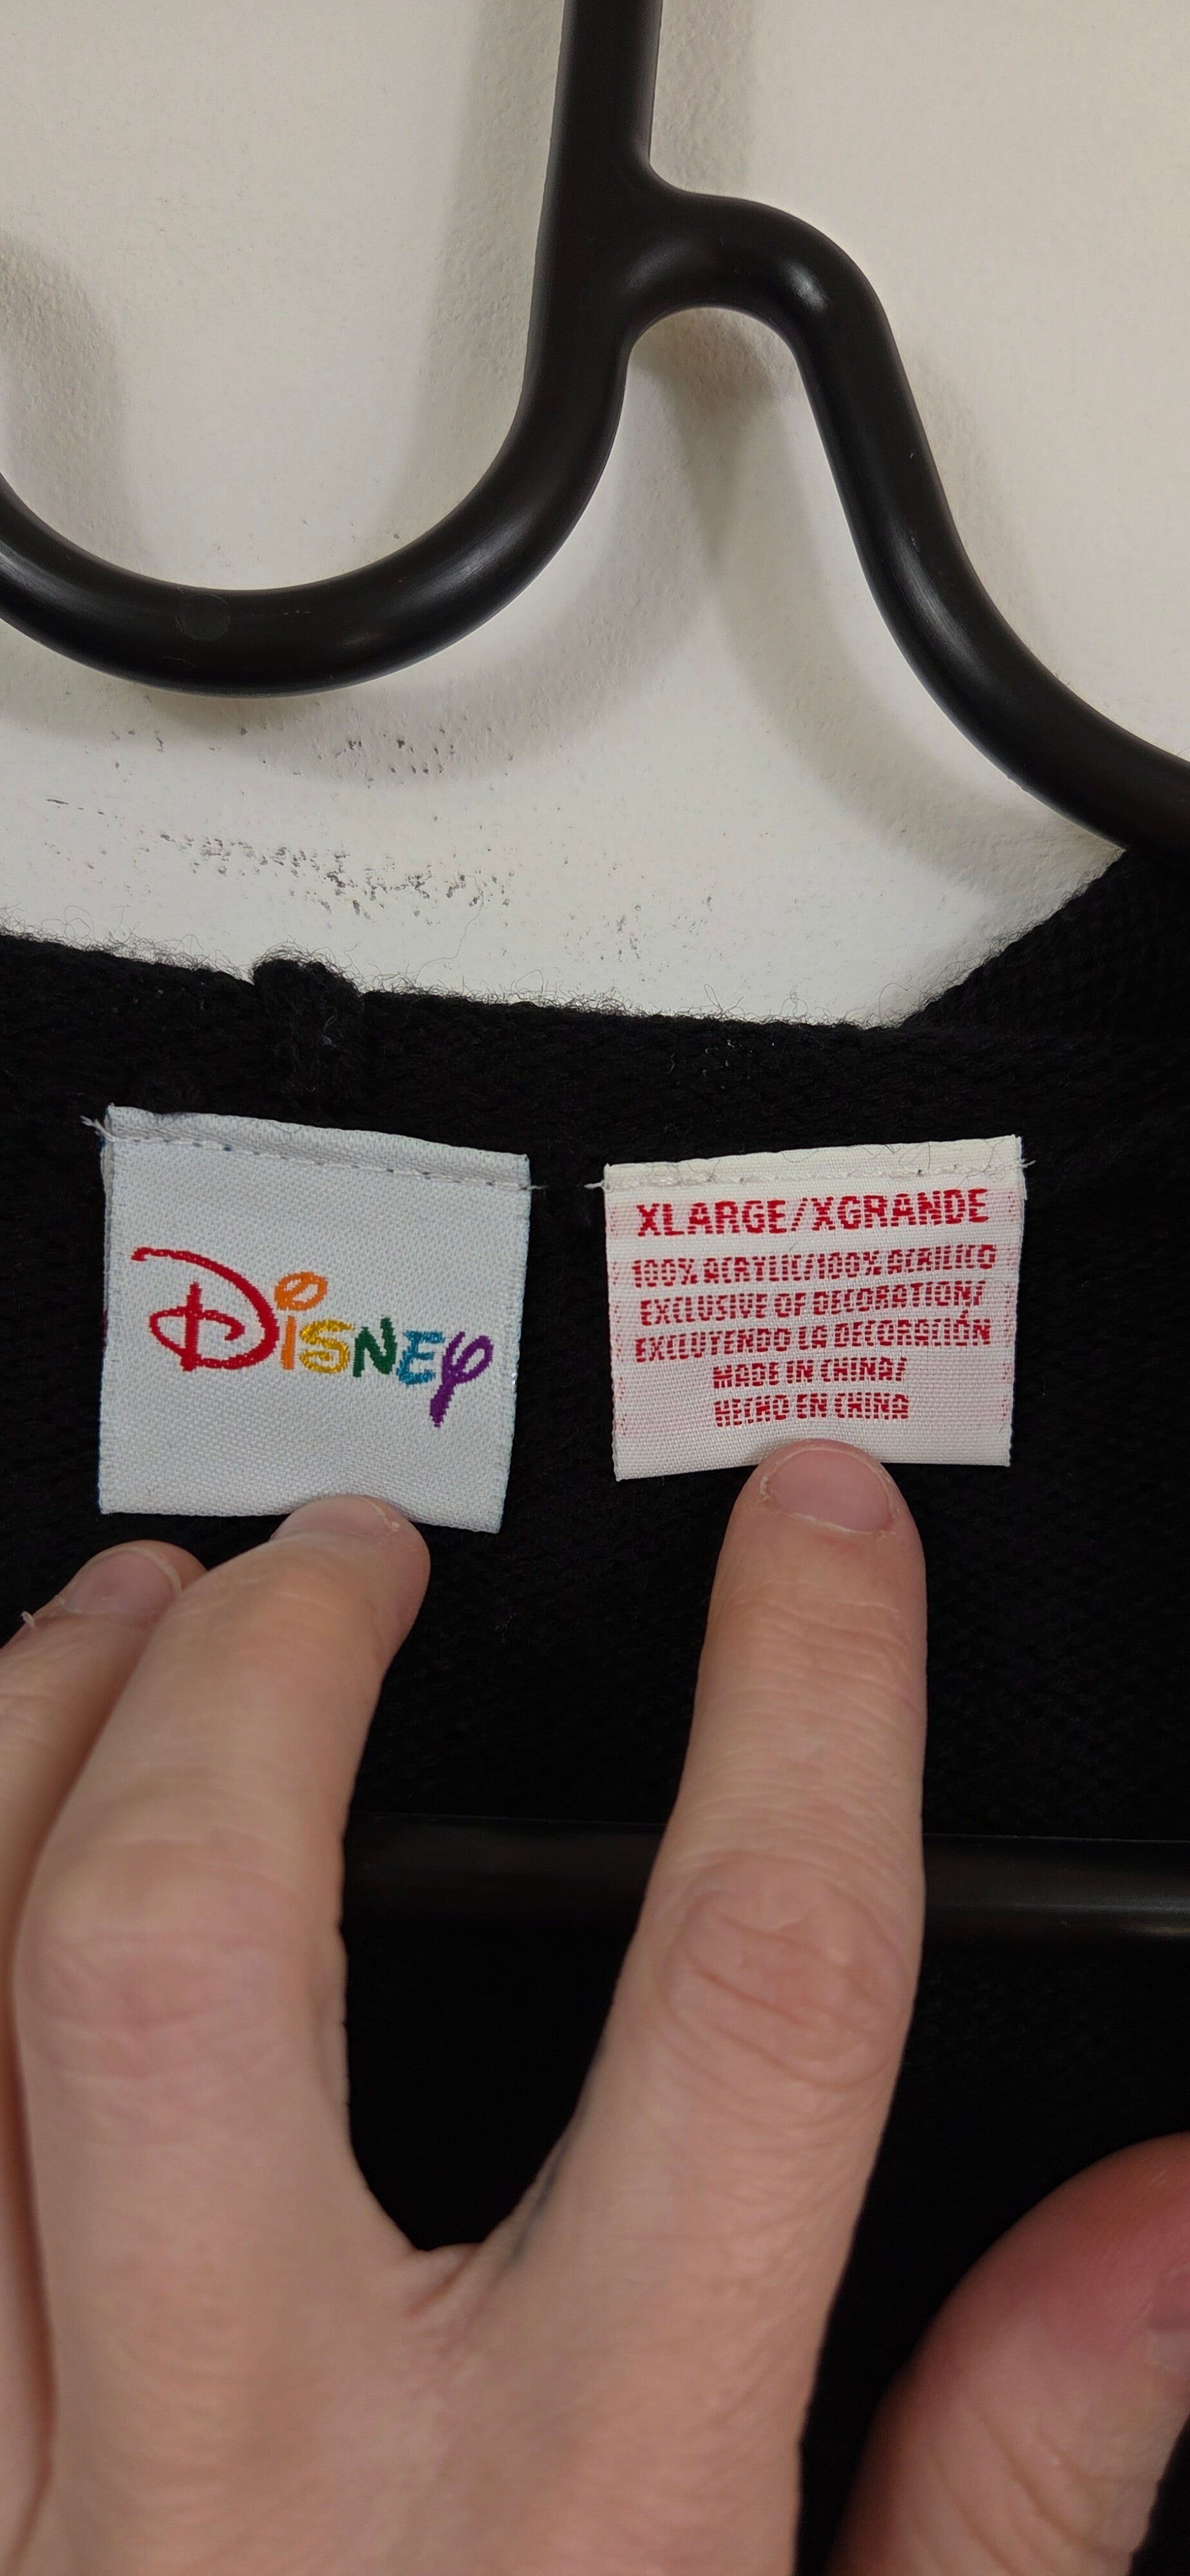 Disney
XLARGE/XGRANDE
100% ACRYLIC/100% ACRILICO
EXCLUSIVE OF DECORATION/
EXCLUYENDO LA DECORACIÓN
MADE IN CHINA/
HECHO EN CHINA